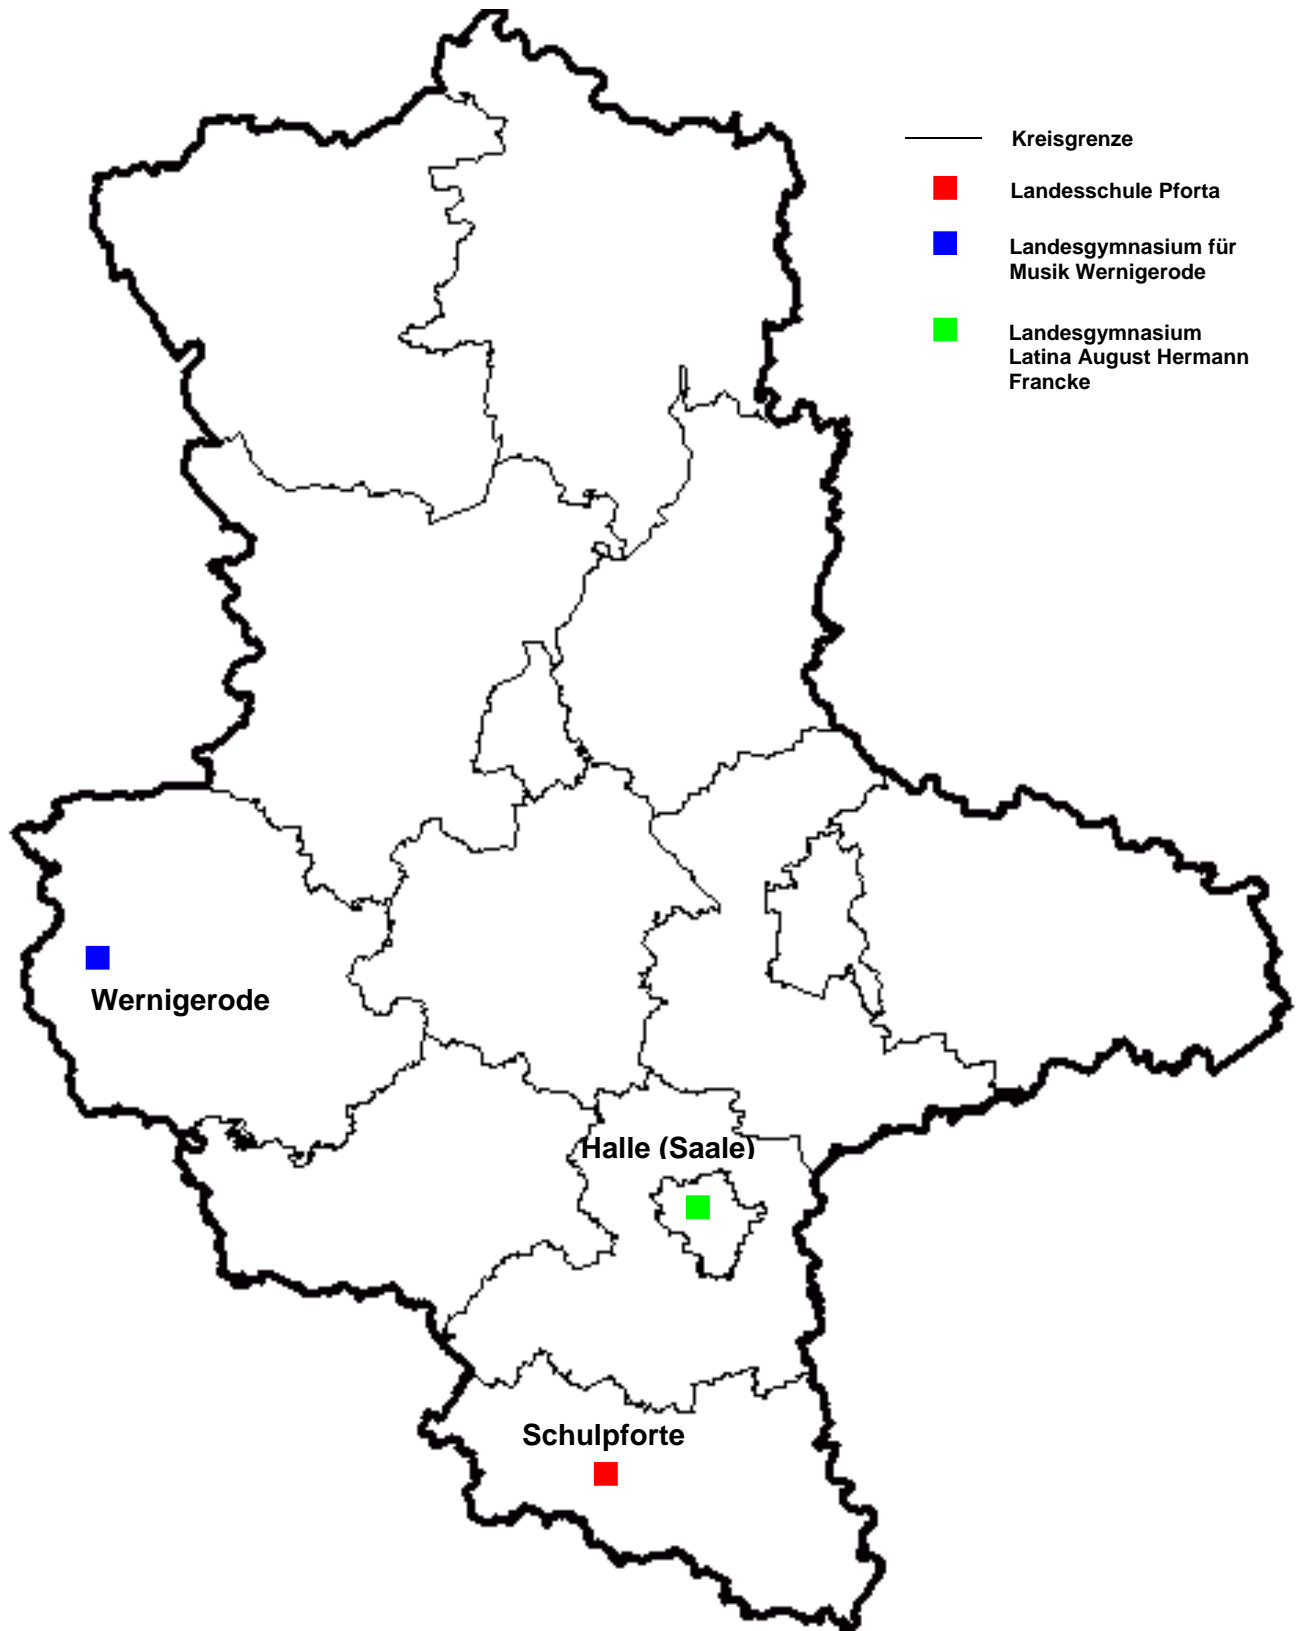 Kreisgrenze
Landesschule Pforta
Landesgymnasium für
Musik Wernigerode
Landesgymnasium
Latina August Hermann
Francke
Wernigerode
Halle (Saale)
Schulpforte